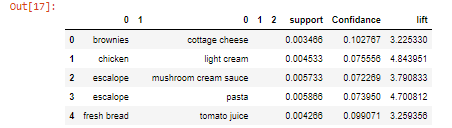 Out[17]:
0 1 0 1 2 support Confidance lift
0 brownies cottage cheese 0.003466 0.102767 3.225330
1 chicken light cream 0.004533 0.075556 4.843951
2 escalope mushroom cream sauce 0.005733 0.072269 3.790833
3 escalope pasta 0.005866 0.073950 4.700812
4 fresh bread tomato juice 0.004266 0.099071 3.259356